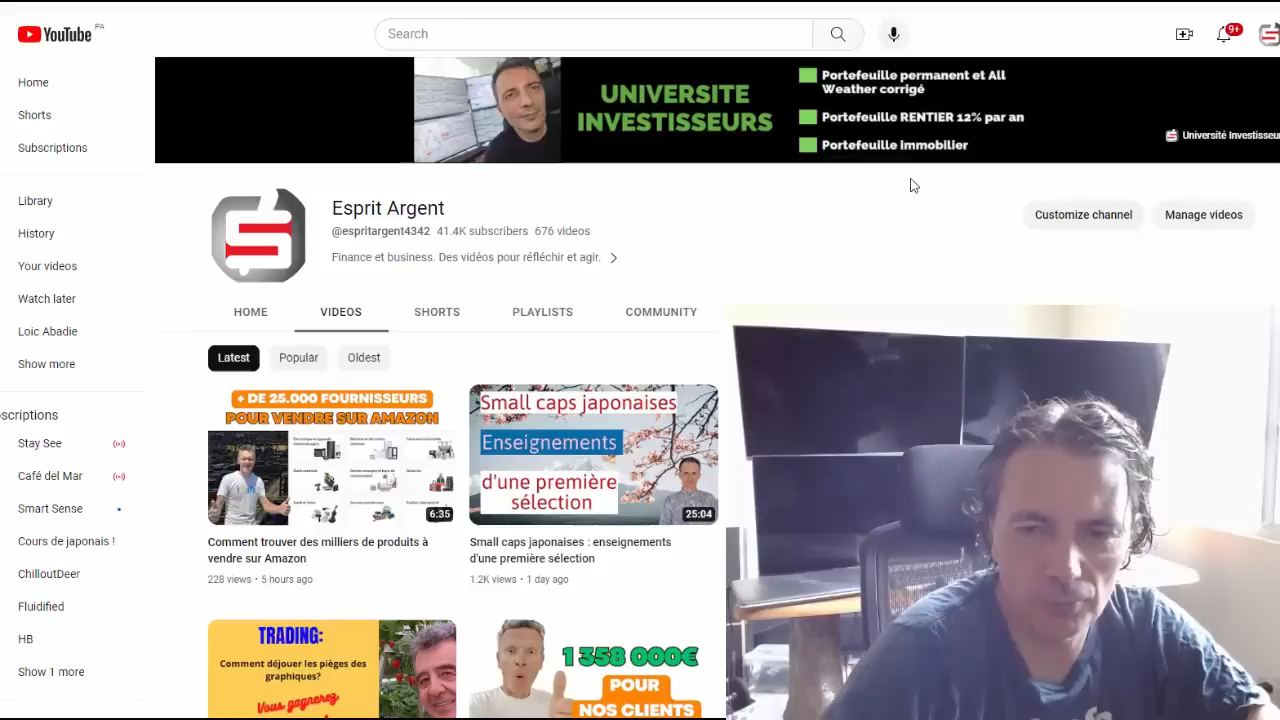 YouTube PA
Search
9+
Home
Shorts
Subscriptions
Library
History
Your videos
Watch later
Loic Abadie
Show more
scriptions
Stay See
Café del Mar
Smart Sense
Cours de japonais !
ChilloutDeer
Fluidified
HB
Show 1 more
UNIVERSITE
INVESTISSEURS
Portefeuille permanent et All
Weather corrigé
Portefeuille RENTIER 12% par an
Portefeuille Immobilier
Université Investisseur
Esprit Argent
@espritargent4342 41.4K subscribers 676 videos
Finance et business. Des vidéos pour réfléchir et agir.
Customize channel
Manage videos
HOME
VIDEOS
SHORTS
PLAYLISTS
COMMUNITY
Latest
Popular
Oldest
+ DE 25.000 FOURNISSEURS
POUR VENDRE SUR AMAZON
6:35
Comment trouver des milliers de produits à
vendre sur Amazon
228 views • 5 hours ago
Small caps japonaises
Enseignements
d'une première
sélection
25:04
Small caps japonaises : enseignements
d'une première sélection
1.2K views • 1 day ago
TRADING:
Comment déjouer les pièges des
graphiques?
Vous gagnerez
1 358 000€
POUR
NOS CLIENTS